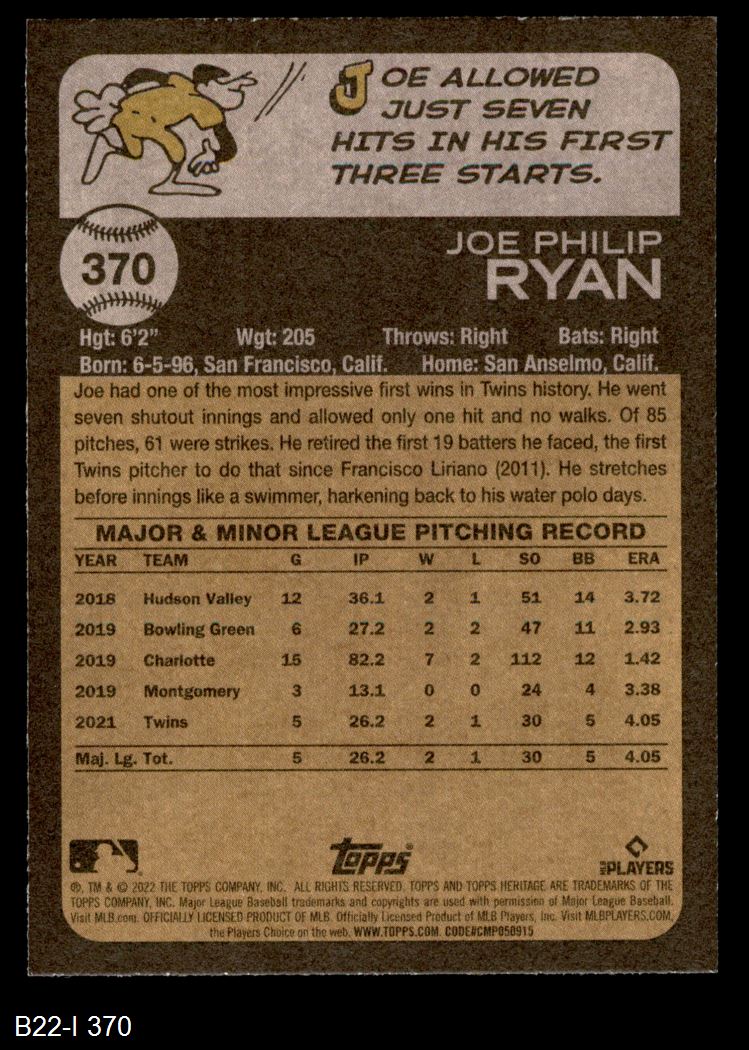 JOE ALLOWED
JUST SEVEN
HITS IN HIS FIRST
THREE STARTS.
370
JOE PHILIP
RYAN
Hgt: 6'2" Wgt: 205 Throws: Right Bats: Right
Born: 6-5-96, San Francisco, Calif. Home: San Anselmo, Calif.
Joe had one of the most impressive first wins in Twins history. He went
seven shutout innings and allowed only one hit and no walks. Of 85
pitches, 61 were strikes. He retired the first 19 batters he faced, the first
Twins pitcher to do that since Francisco Liriano (2011). He stretches
before innings like a swimmer, harkening back to his water polo days.
MAJOR & MINOR LEAGUE PITCHING RECORD
YEAR TEAM G IP W L SO BB ERA
2018 Hudson Valley 12 36.1 2 1 51 14 3.72
2019 Bowling Green 6 27.2 2 2 47 11 2.93
2019 Charlotte 15 82.2 7 2 112 12 1.42
2019 Montgomery 3 13.1 0 0 24 4 3.38
2021 Twins 5 26.2 2 1 30 5 4.05
Maj. Lg. Tot. 5 26.2 2 1 30 5 4.05
Topps
MLB PLAYERS
®, TM & © 2022 THE TOPPS COMPANY, INC. ALL RIGHTS RESERVED. TOPPS AND TOPPS HERITAGE ARE TRADEMARKS OF THE
TOPPS COMPANY, INC. Major League Baseball trademarks and copyrights are used with permission of Major League Baseball.
Visit MLB.com. OFFICIALLY LICENSED PRODUCT OF MLB. Officially Licensed Product of MLB Players, Inc. Visit MLBPLAYERS.COM,
the Players Choice on the web. WWW.TOPPS.COM. CODE#CMP050915
B22-I 370